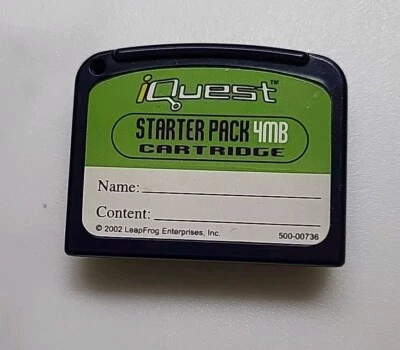 iQuest™
STARTER PACK 4MB
CARTRIDGE
Name:
Content:
© 2002 LeapFrog Enterprises, Inc. 500-00736